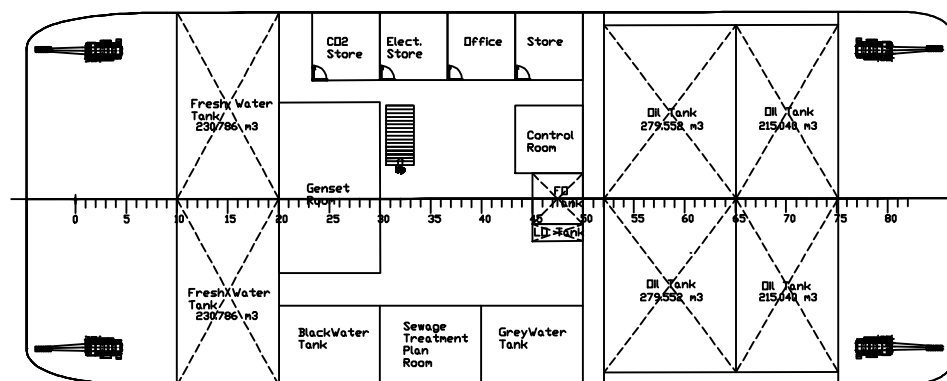 CO2
Store
Elect.
Store
Office
Store
Fresh Water
Tank
230.786 m3
Oil Tank
279.552 m3
Oil Tank
215.040 m3
Control
Room
Up
Genset
Room
FO
Tank
0 5 10 15 20 25 30 35 40 45 50 55 60 65 70 75 80
LO Tank
Fresh Water
Tank
230.786 m3
Oil Tank
279.552 m3
Oil Tank
215.040 m3
BlackWater
Tank
Sewage
Treatment
Plan
Room
GreyWater
Tank